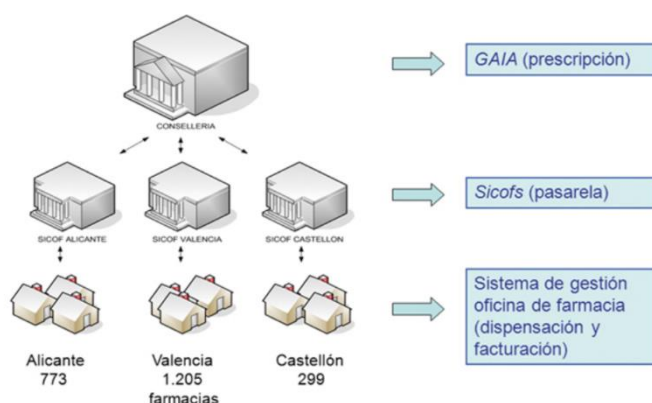 CONSELLERIA
GAIA (prescripción)
SICOF ALICANTE
SICOF VALENCIA
SICOF CASTELLON
Sicofs (pasarela)
Alicante
773
Valencia
1.205
farmacias
Castellón
299
Sistema de gestión
oficina de farmacia
(dispensación y
facturación)